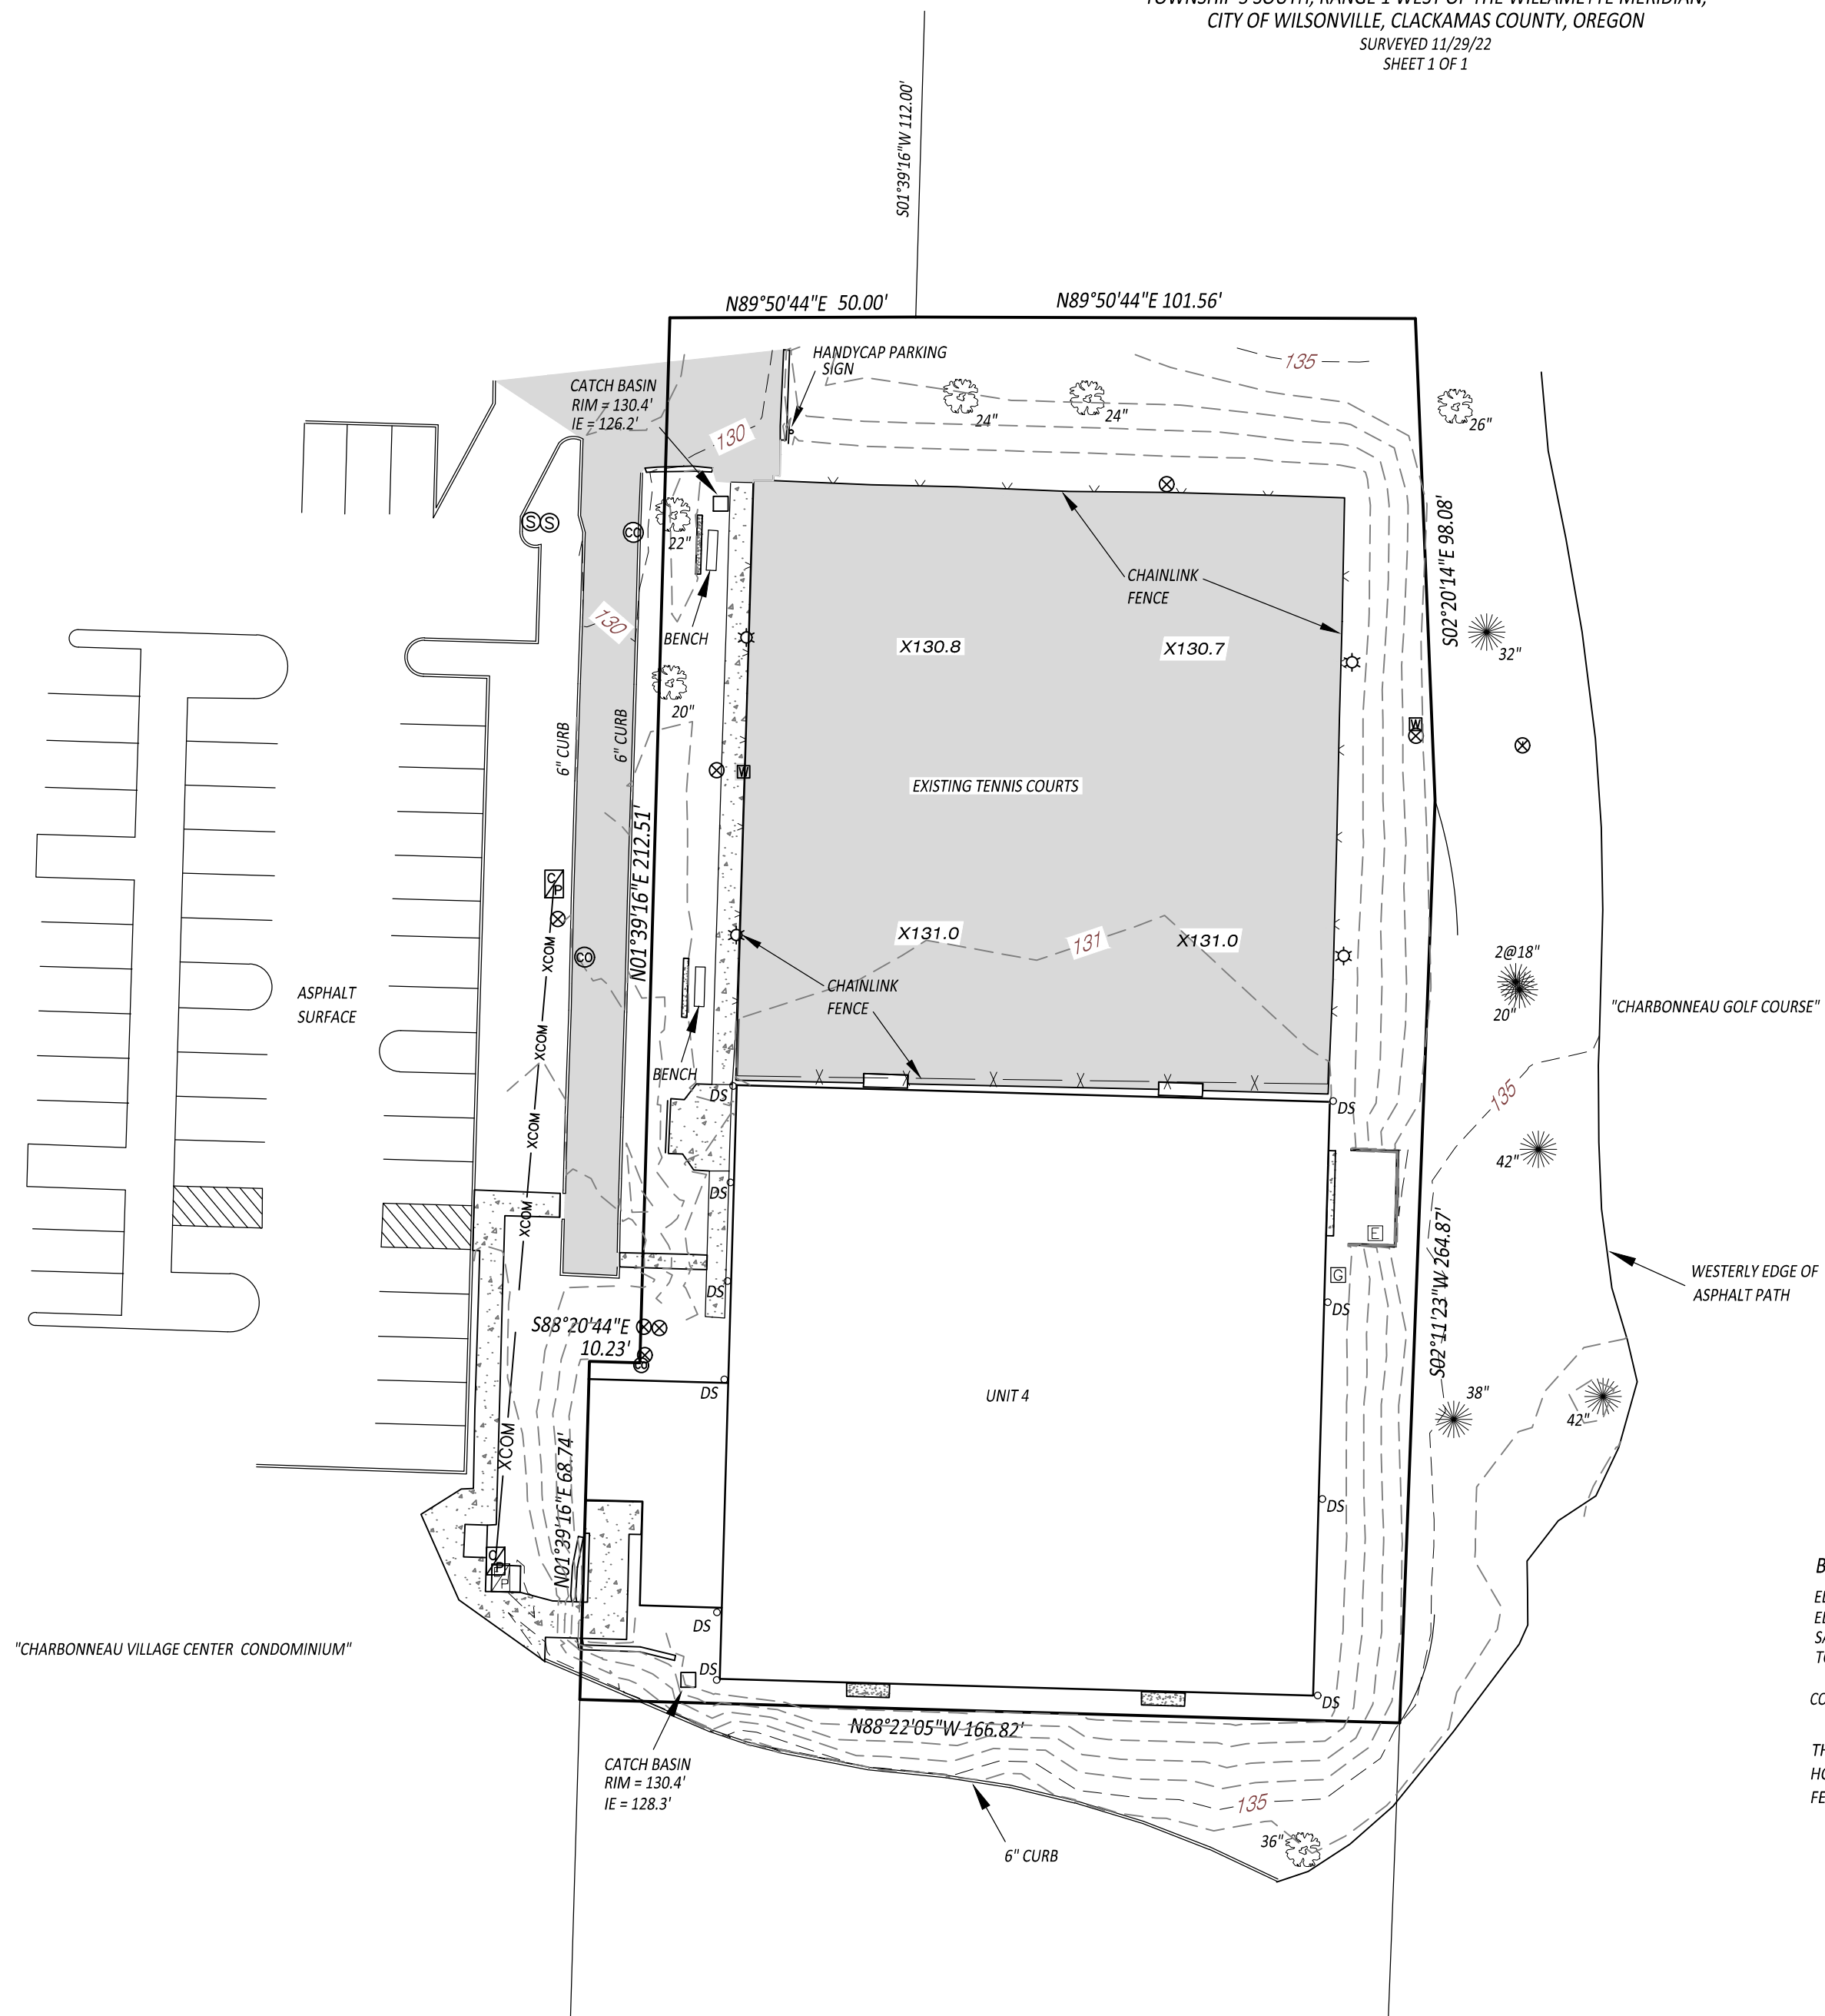 CITY OF WILSONVILLE, CLACKAMAS COUNTY, OREGON
SURVEYED 11/29/22
SHEET 1 OF 1
S01°39'16"W 112.00'
N89°50'44"E 50.00'
N89°50'44"E 101.56'
HANDYCAP PARKING
SIGN
135
CATCH BASIN
RIM = 130.4'
IE = 126.2'
130
24"
24"
26"
S S
CO
22"
CHAINLINK
FENCE
S02°20'14"E 98.08'
130
BENCH
X130.8
X130.7
32"
20"
6" CURB
6" CURB
W
W
EXISTING TENNIS COURTS
N01°39'16"E 212.51'
C
P
XCOM
CO
X131.0
131
X131.0
2@18"
20"
ASPHALT
SURFACE
CHAINLINK
FENCE
"CHARBONNEAU GOLF COURSE"
XCOM
BENCH
135
DS
DS
XCOM
42"
DS
XCOM
E
S02°11'23"W 264.87'
G
WESTERLY EDGE OF
ASPHALT PATH
DS
DS
S88°20'44"E
10.23'
CO
DS
UNIT 4
38"
42"
XCOM
N01°39'16"E 68.74'
DS
C
P
P
DS
"CHARBONNEAU VILLAGE CENTER CONDOMINIUM"
DS
DS
N88°22'05"W 166.82'
CATCH BASIN
RIM = 130.4'
IE = 128.3'
135
36"
6" CURB